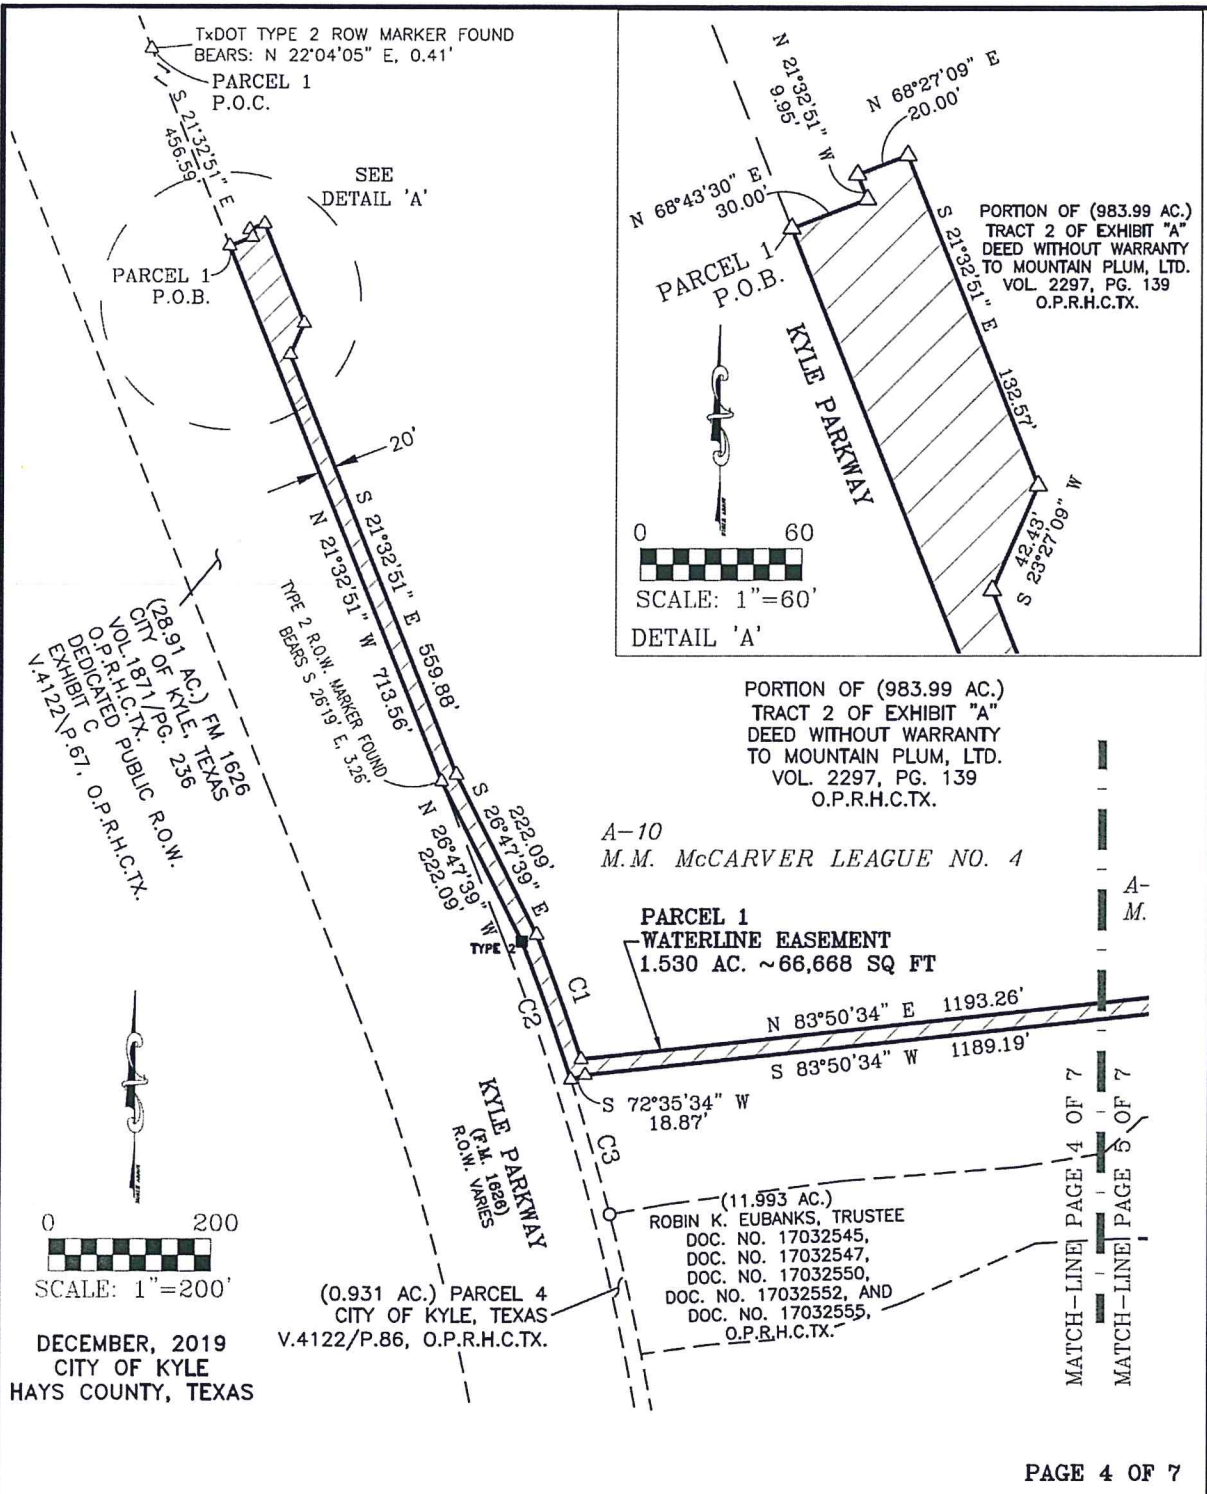 TxDOT TYPE 2 ROW MARKER FOUND
BEARS: N 22°04'05" E, 0.41'
PARCEL 1
P.O.C.
S 21°32'51" E
456.59'
SEE
DETAIL 'A'
PARCEL 1
P.O.B.
20'
S 21°32'51" E 559.88'
N 21°32'51" W 713.56'
TYPE 2 R.O.W. MARKER FOUND
BEARS S 26°19' E, 3.26'
(28.91 AC.) FM 1626
CITY OF KYLE, TEXAS
VOL.1871/PG. 236
O.P.R.H.C.TX.
DEDICATED PUBLIC R.O.W.
EXHIBIT C
V.4122\P.67, O.P.R.H.C.TX.
N 21°32'51" W
9.95'
N 68°27'09" E
20.00'
N 68°43'30" E
30.00'
PARCEL 1
P.O.B.
KYLE PARKWAY
S 21°32'51" E 132.57'
PORTION OF (983.99 AC.)
TRACT 2 OF EXHIBIT "A"
DEED WITHOUT WARRANTY
TO MOUNTAIN PLUM, LTD.
VOL. 2297, PG. 139
O.P.R.H.C.TX.
42.43'
S 23°27'09" W
0 60
SCALE: 1"=60'
DETAIL 'A'
PORTION OF (983.99 AC.)
TRACT 2 OF EXHIBIT "A"
DEED WITHOUT WARRANTY
TO MOUNTAIN PLUM, LTD.
VOL. 2297, PG. 139
O.P.R.H.C.TX.
222.09'
S 26°47'39" E
N 26°47'39" W
222.09'
TYPE 2
A-10
M.M. McCARVER LEAGUE NO. 4
A-
M.
PARCEL 1
WATERLINE EASEMENT
1.530 AC. ~66,668 SQ FT
C1
C2
N 83°50'34" E 1193.26'
S 83°50'34" W 1189.19'
S 72°35'34" W
18.87'
C3
KYLE PARKWAY
(F.M. 1626)
R.O.W. VARIES
(11.993 AC.)
ROBIN K. EUBANKS, TRUSTEE
DOC. NO. 17032545,
DOC. NO. 17032547,
DOC. NO. 17032550,
DOC. NO. 17032552, AND
DOC. NO. 17032555,
O.P.R.H.C.TX.
MATCH-LINE PAGE 4 OF 7
MATCH-LINE PAGE 5 OF 7
0 200
SCALE: 1"=200'
(0.931 AC.) PARCEL 4
CITY OF KYLE, TEXAS
V.4122/P.86, O.P.R.H.C.TX.
DECEMBER, 2019
CITY OF KYLE
HAYS COUNTY, TEXAS
PAGE 4 OF 7